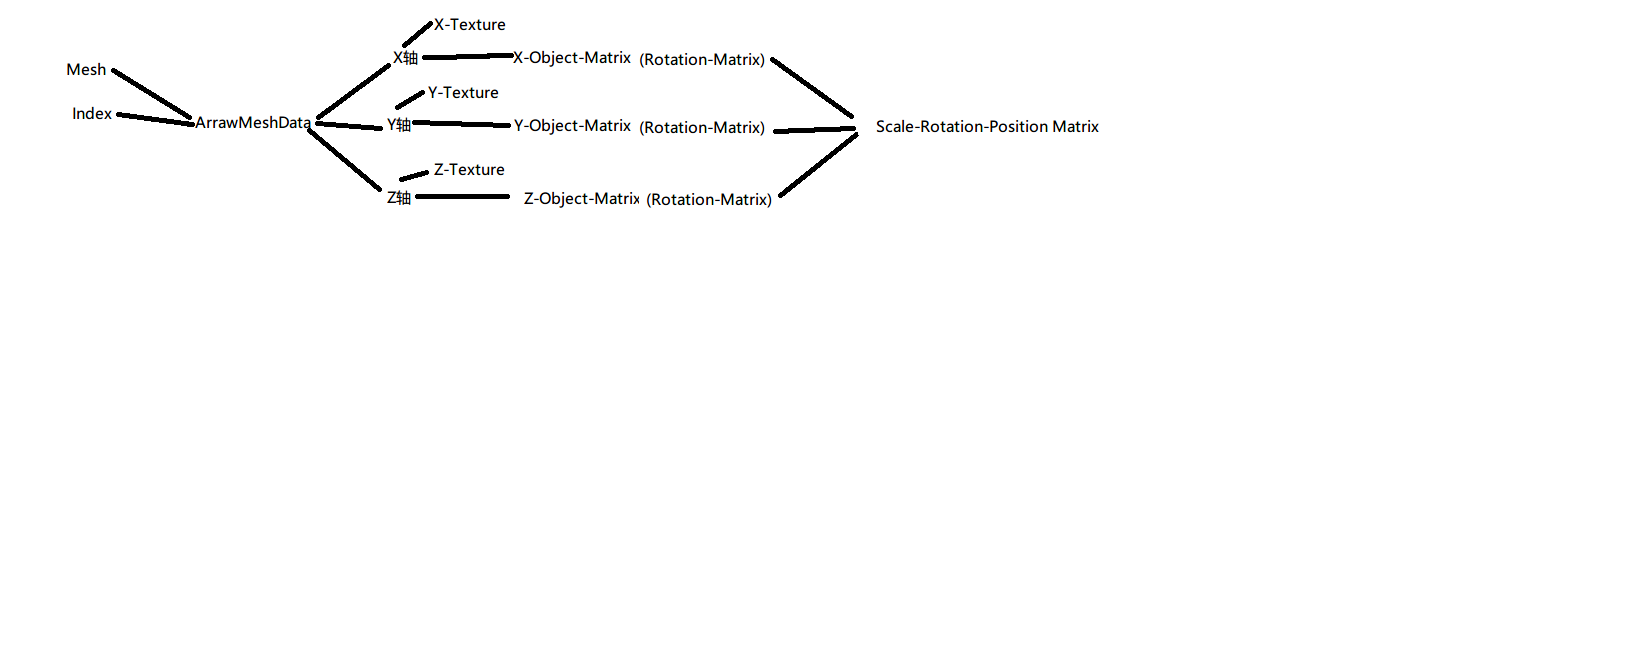 X-Texture
X轴
X-Object-Matrix (Rotation-Matrix)
Mesh
Y-Texture
Index
ArrawMeshData
Y轴
Y-Object-Matrix (Rotation-Matrix)
Scale-Rotation-Position Matrix
Z-Texture
Z轴
Z-Object-Matrix (Rotation-Matrix)